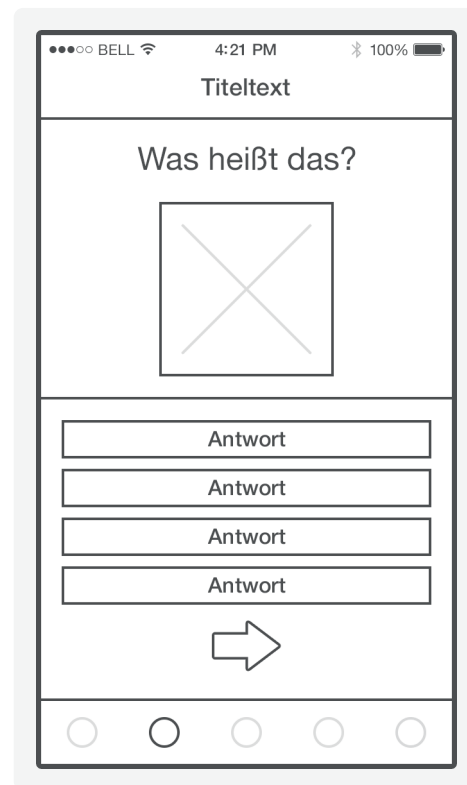 BELL 4:21 PM 100%
Titeltext
Was heißt das?
Antwort
Antwort
Antwort
Antwort